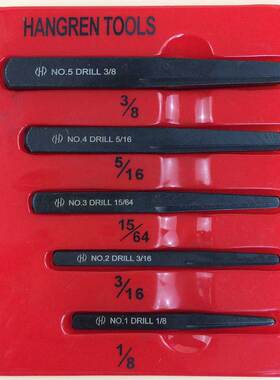 HANGREN TOOLS
NO.5 DRILL 3/8
3/8
NO.4 DRILL 5/16
5/16
NO.3 DRILL 15/64
15/64
NO.2 DRILL 3/16
3/16
NO.1 DRILL 1/8
1/8